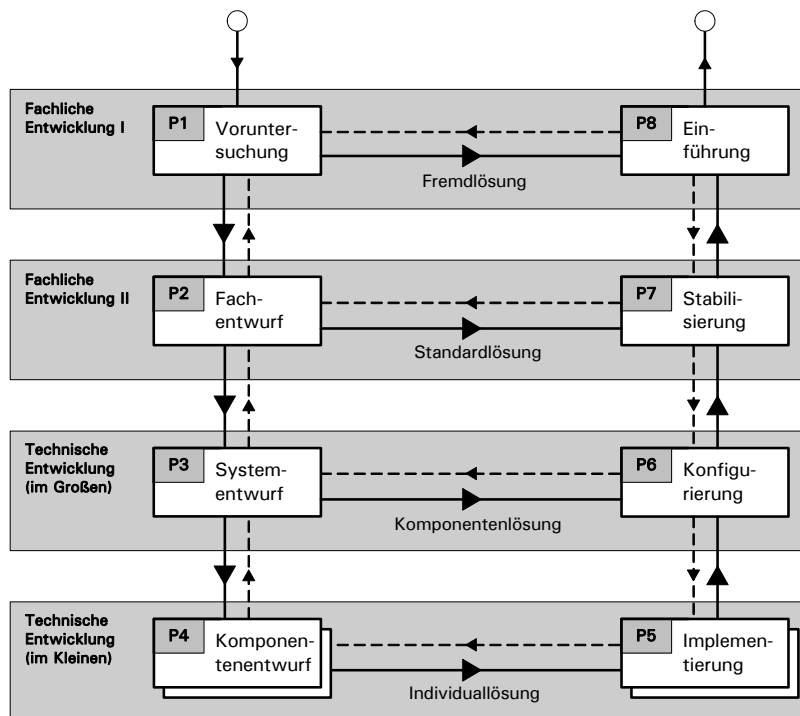 Fachliche
Entwicklung I
P1
Vorunter-
suchung
P8
Ein-
führung
Fremdlösung
Fachliche
Entwicklung II
P2
Fach-
entwurf
P7
Stabili-
sierung
Standardlösung
Technische
Entwicklung
(im Großen)
P3
System-
entwurf
P6
Konfigu-
rierung
Komponentenlösung
Technische
Entwicklung
(im Kleinen)
P4
Komponen-
tenentwurf
P5
Implemen-
tierung
Individuallösung